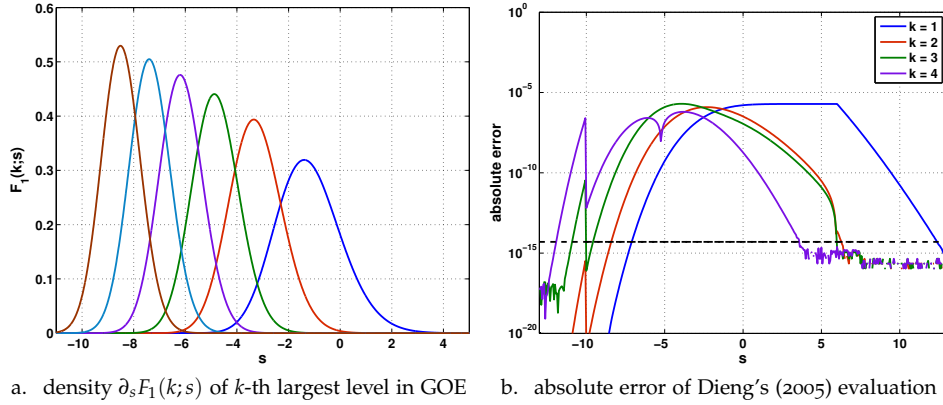 0.6
0.5
0.4
0.3
0.2
0.1
0
F₁(k;s)
−10 −8 −6 −4 −2 0 2 4
s
10⁰
10⁻⁵
10⁻¹⁰
10⁻¹⁵
10⁻²⁰
absolute error
k = 1
k = 2
k = 3
k = 4
−10 −5 0 5 10
s
a. density ∂ₛF₁(k; s) of k-th largest level in GOE
b. absolute error of Dieng's (2005) evaluation